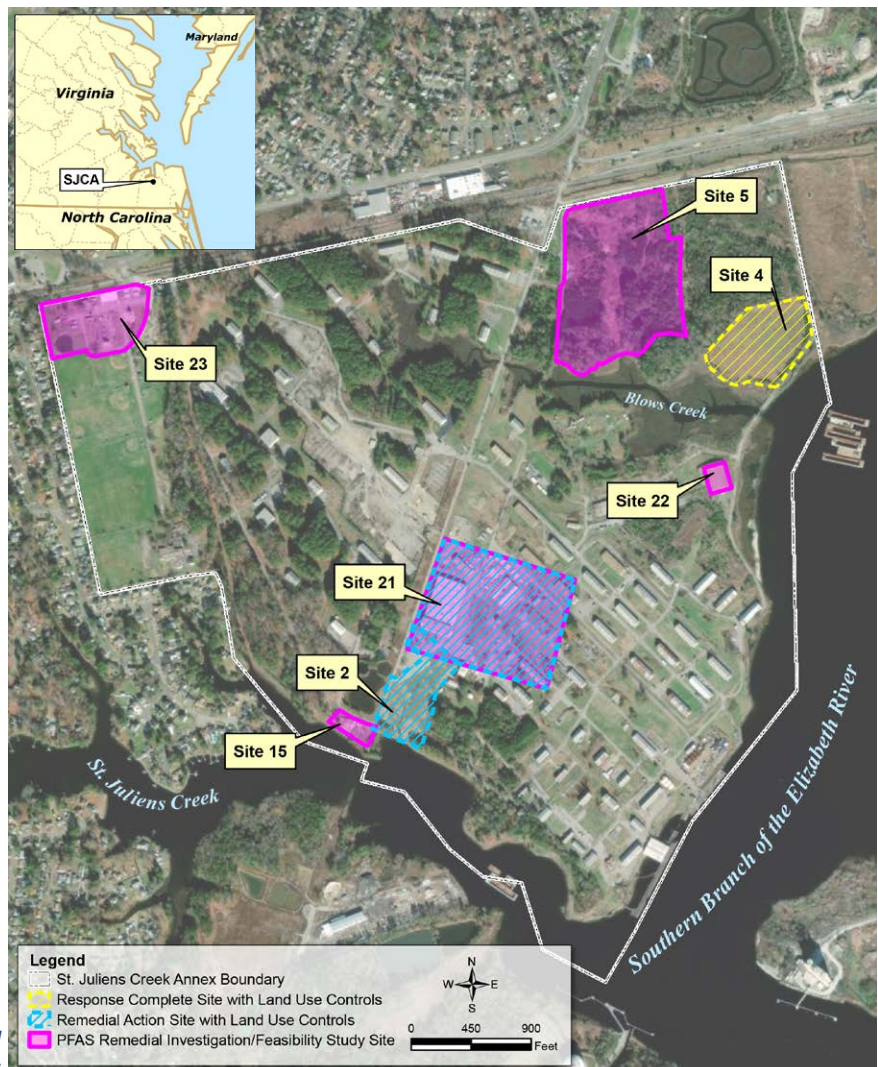 Maryland
Virginia
SJCA
North Carolina
Site 5
Site 4
Site 23
Blows Creek
Site 22
Site 21
Site 2
Site 15
St. Juliens Creek
Southern Branch of the Elizabeth River
Legend
St. Juliens Creek Annex Boundary
Response Complete Site with Land Use Controls
Remedial Action Site with Land Use Controls
PFAS Remedial Investigation/Feasibility Study Site
N
W E
S
0 450 900
Feet